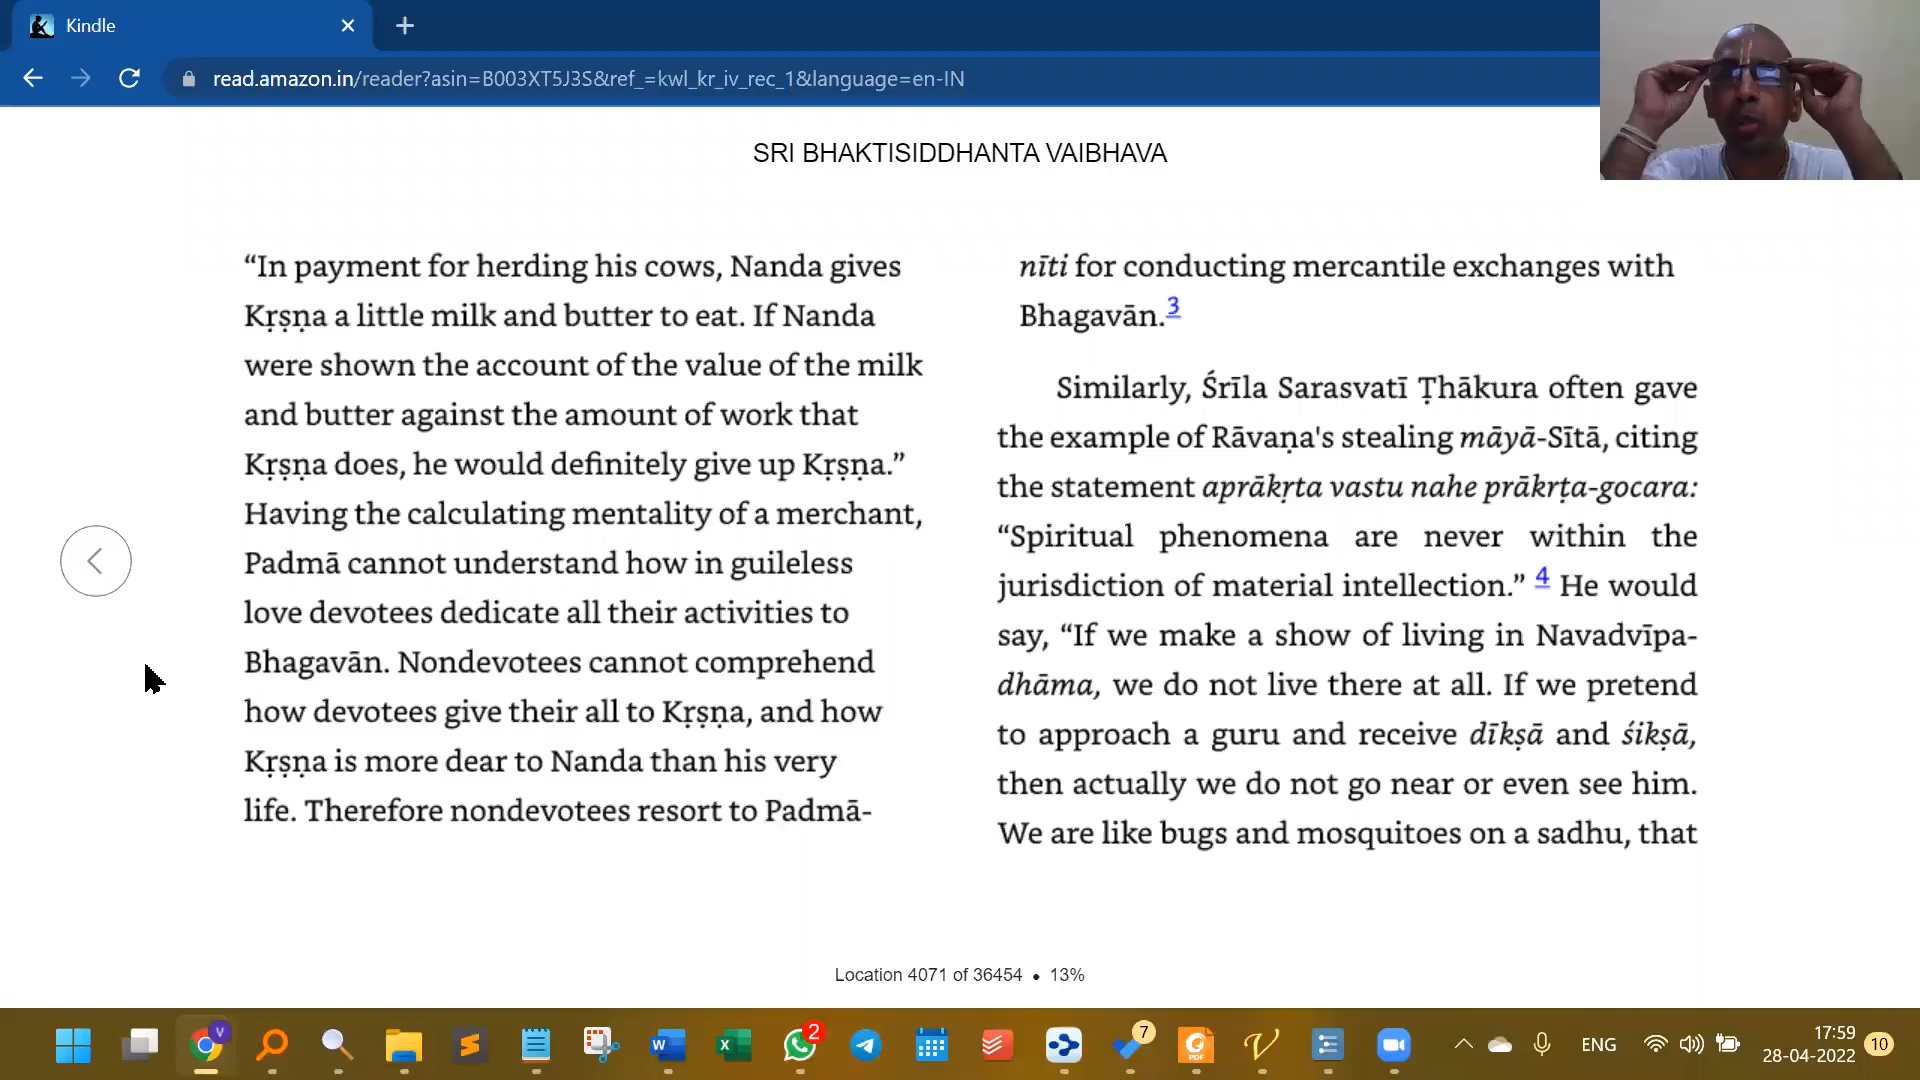 Kindle
read.amazon.in/reader?asin=B003XT5J3S&ref_=kwl_kr_iv_rec_1&language=en-IN
SRI BHAKTISIDDHANTA VAIBHAVA
“In payment for herding his cows, Nanda gives
Kṛṣṇa a little milk and butter to eat. If Nanda
were shown the account of the value of the milk
and butter against the amount of work that
Kṛṣṇa does, he would definitely give up Kṛṣṇa.”
Having the calculating mentality of a merchant,
Padmā cannot understand how in guileless
love devotees dedicate all their activities to
Bhagavān. Nondevotees cannot comprehend
how devotees give their all to Kṛṣṇa, and how
Kṛṣṇa is more dear to Nanda than his very
life. Therefore nondevotees resort to Padmā-
nīti for conducting mercantile exchanges with
Bhagavān.3
Similarly, Śrīla Sarasvatī Ṭhākura often gave
the example of Rāvaṇa's stealing māyā-Sītā, citing
the statement aprākṛta vastu nahe prākṛṭa-gocara:
“Spiritual phenomena are never within the
jurisdiction of material intellection.” 4 He would
say, “If we make a show of living in Navadvīpa-
dhāma, we do not live there at all. If we pretend
to approach a guru and receive dīkṣā and śikṣā,
then actually we do not go near or even see him.
We are like bugs and mosquitoes on a sadhu, that
Location 4071 of 36454 • 13%
V
2
7
PDF
ENG
17:59
28-04-2022
10